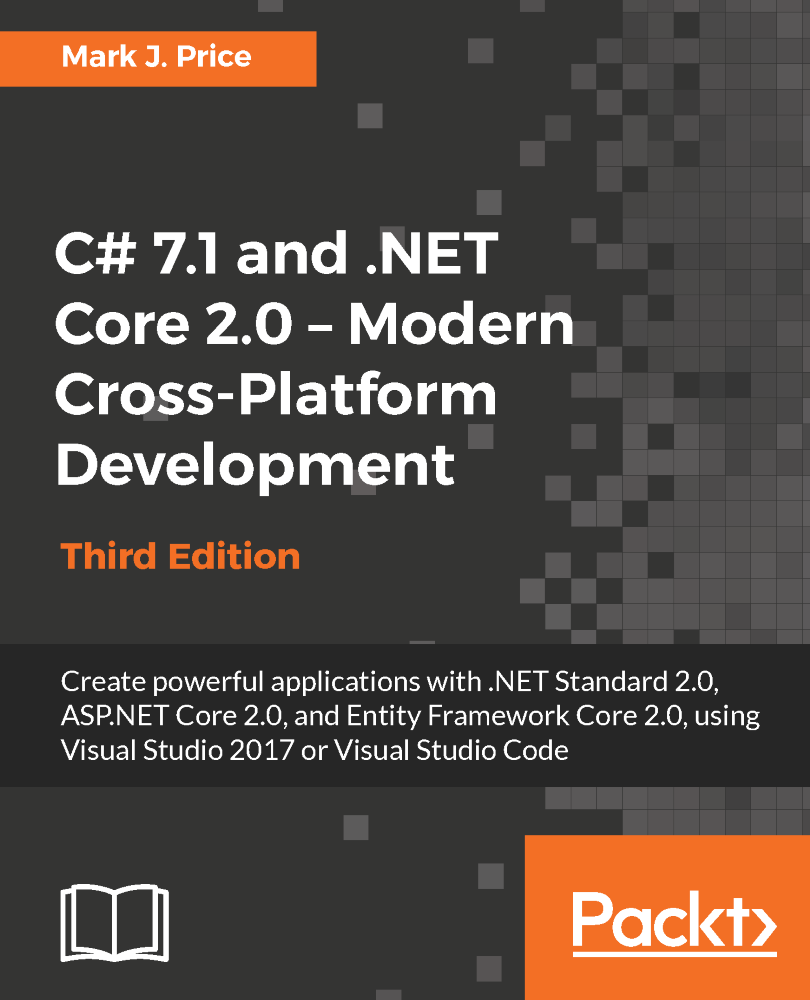 Mark J. Price
C# 7.1 and .NET
Core 2.0 – Modern
Cross-Platform
Development
Third Edition
Create powerful applications with .NET Standard 2.0,
ASP.NET Core 2.0, and Entity Framework Core 2.0, using
Visual Studio 2017 or Visual Studio Code
Packt